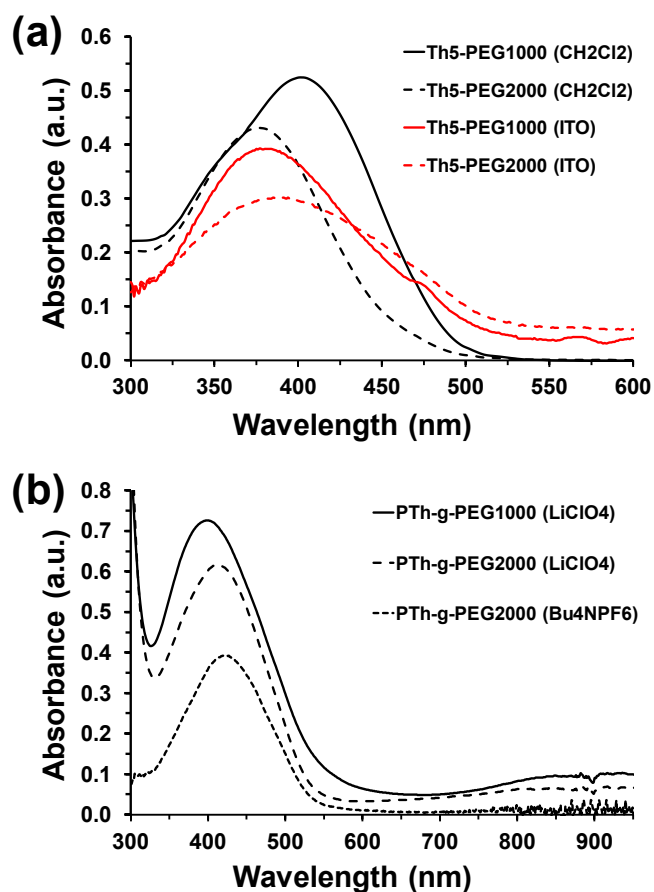 (a)
Absorbance (a.u.)
0.6
0.5
0.4
0.3
0.2
0.1
0.0
Th5-PEG1000 (CH2Cl2)
Th5-PEG2000 (CH2Cl2)
Th5-PEG1000 (ITO)
Th5-PEG2000 (ITO)
300 350 400 450 500 550 600
Wavelength (nm)
(b)
Absorbance (a.u.)
0.8
0.7
0.6
0.5
0.4
0.3
0.2
0.1
0.0
PTh-g-PEG1000 (LiClO4)
PTh-g-PEG2000 (LiClO4)
PTh-g-PEG2000 (Bu4NPF6)
300 400 500 600 700 800 900
Wavelength (nm)